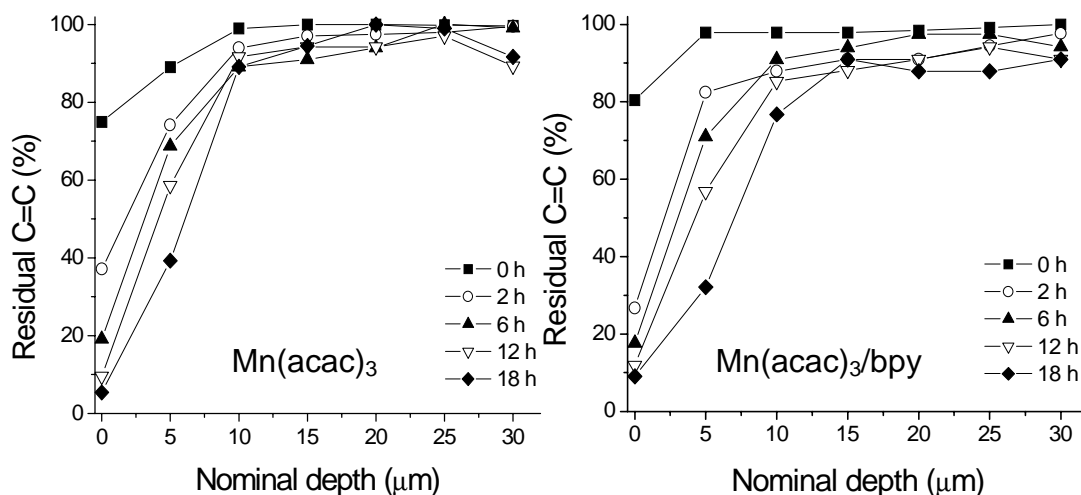 100
80
60
40
20
0
Residual C=C (%)
0 h
2 h
6 h
12 h
18 h
Mn(acac)3
0 5 10 15 20 25 30
Nominal depth (μm)
100
80
60
40
20
0
Residual C=C (%)
0 h
2 h
6 h
12 h
18 h
Mn(acac)3/bpy
0 5 10 15 20 25 30
Nominal depth (μm)